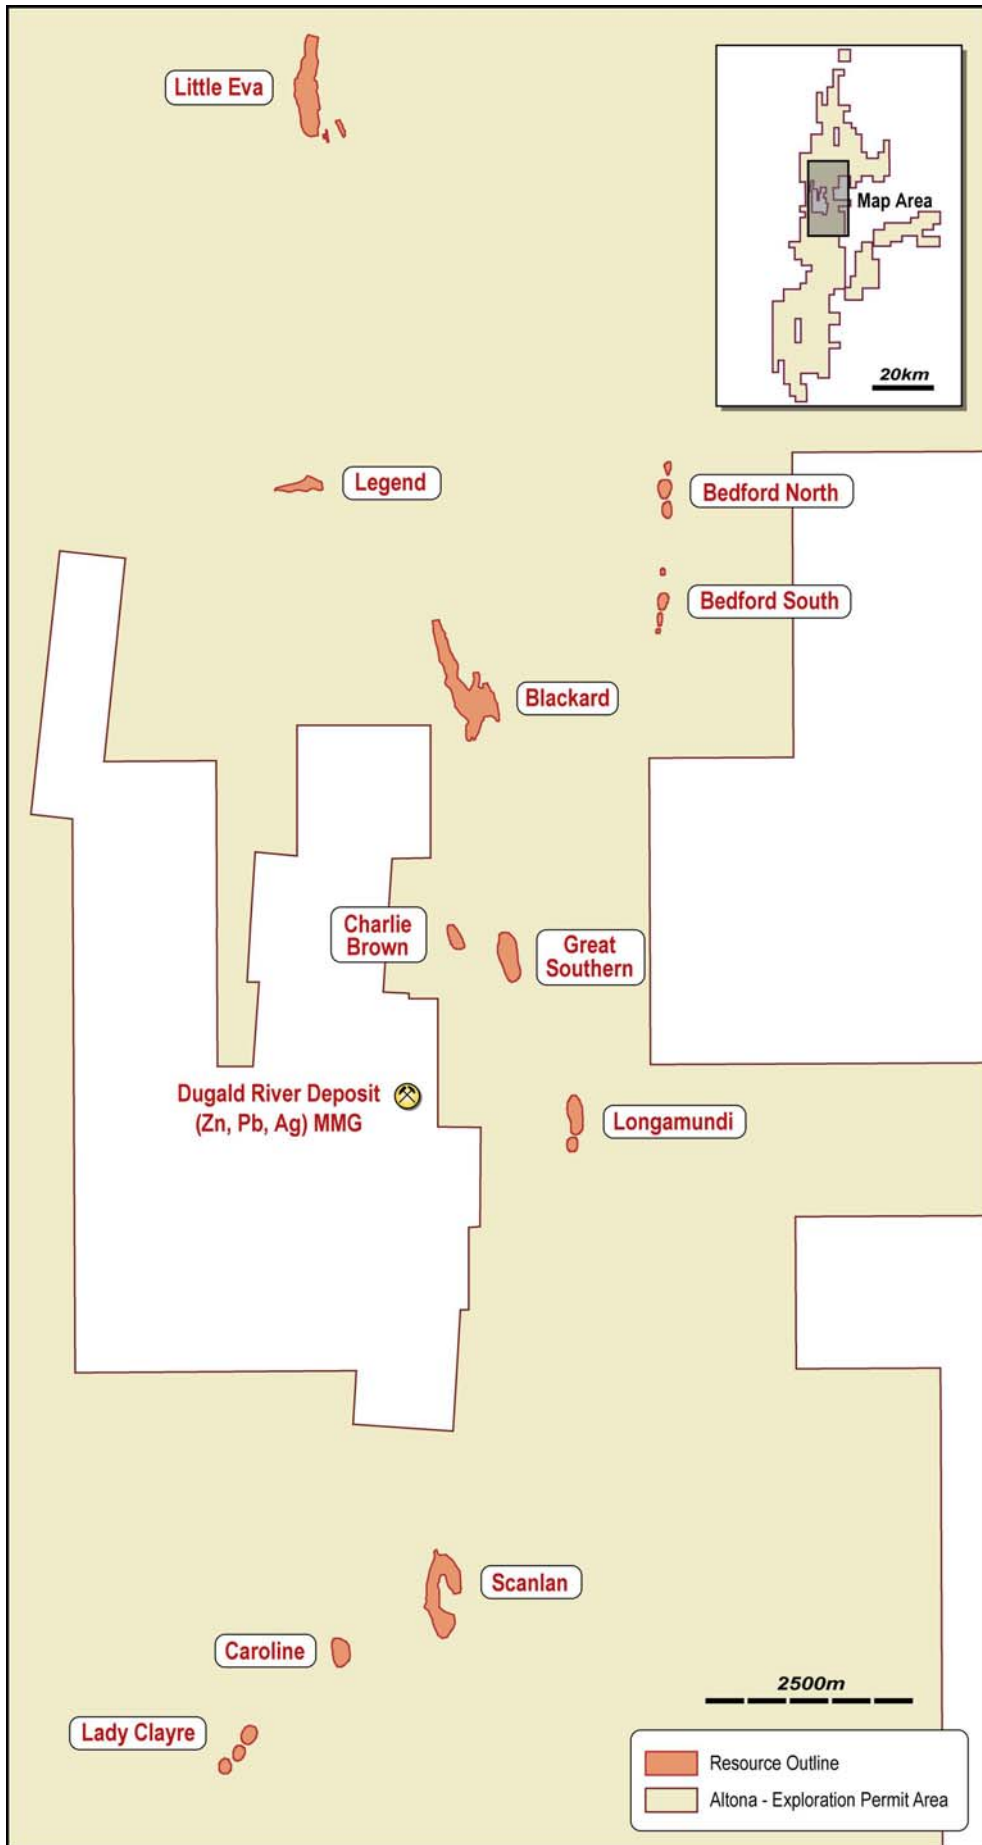 Little Eva
Map Area
20km
Legend
Bedford North
Bedford South
Blackard
Charlie
Brown
Great
Southern
Dugald River Deposit
(Zn, Pb, Ag) MMG
Longamundi
Scanlan
Caroline
Lady Clayre
2500m
Resource Outline
Altona - Exploration Permit Area